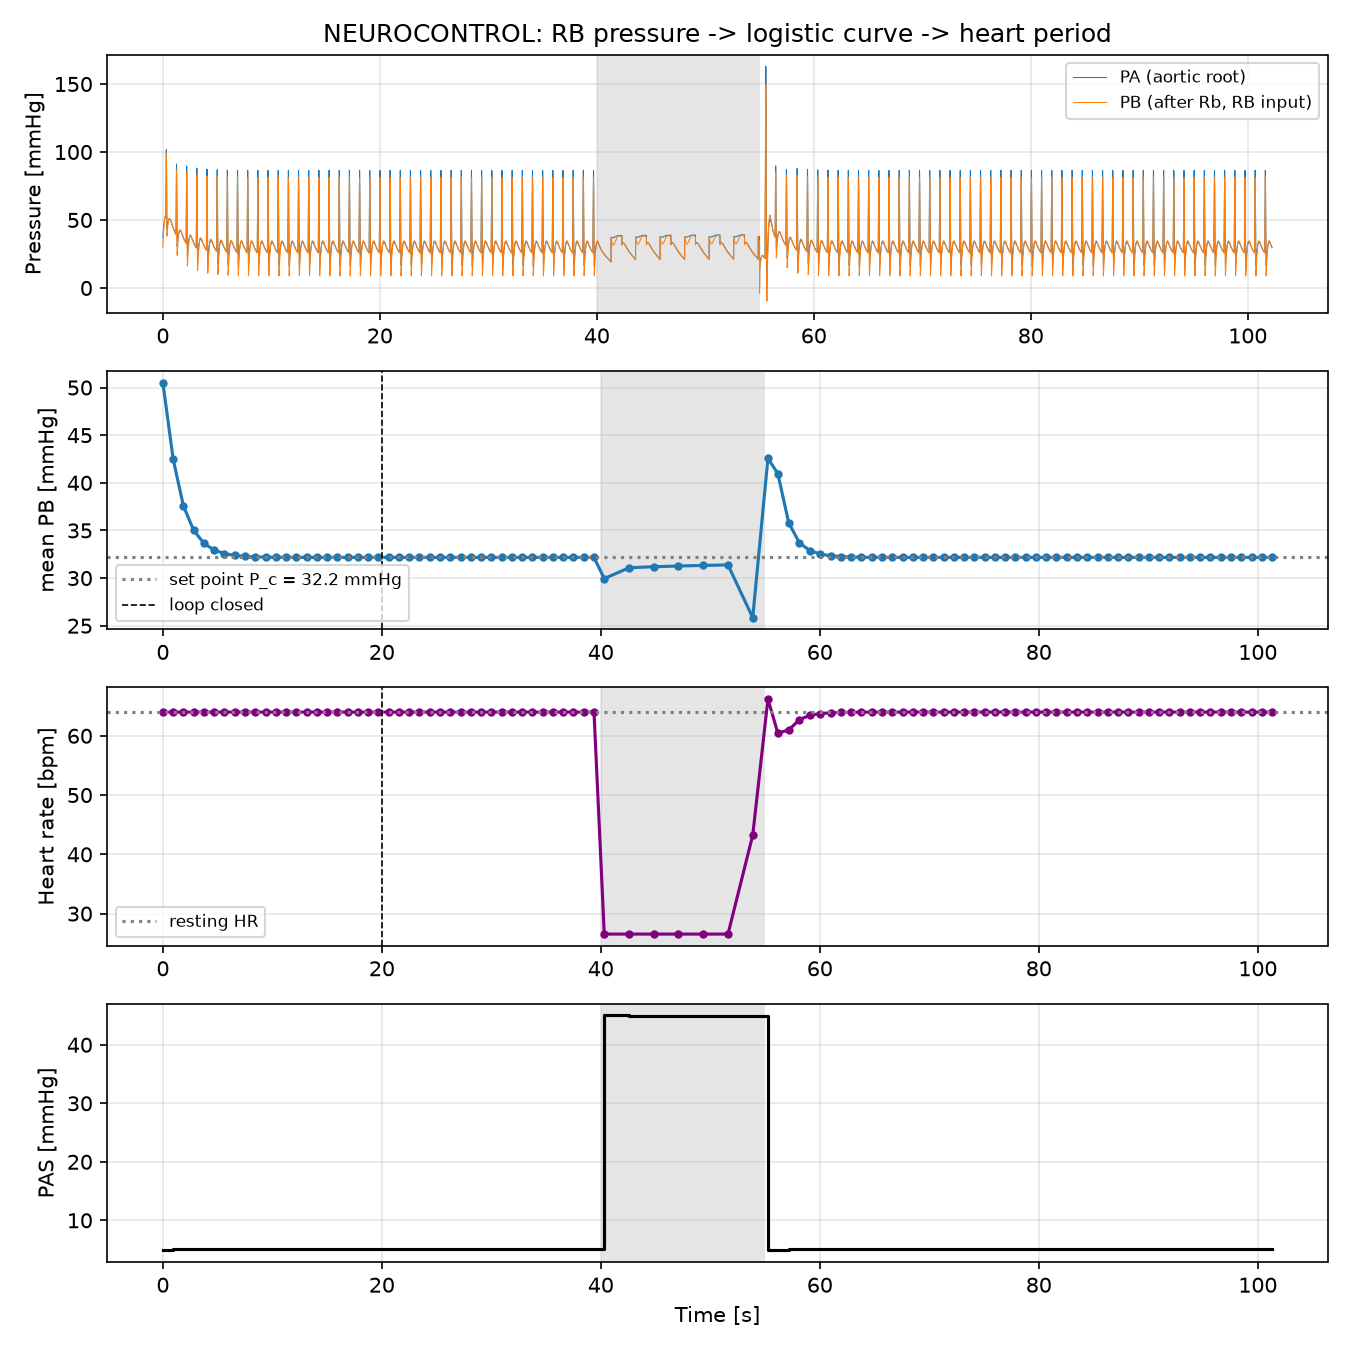 NEUROCONTROL: RB pressure -> logistic curve -> heart period
Pressure [mmHg]
150
100
50
0
PA (aortic root)
PB (after Rb, RB input)
0 20 40 60 80 100
mean PB [mmHg]
50
45
40
35
30
25
set point P_c = 32.2 mmHg
loop closed
0 20 40 60 80 100
Heart rate [bpm]
60
50
40
30
resting HR
0 20 40 60 80 100
PAS [mmHg]
40
30
20
10
0 20 40 60 80 100
Time [s]